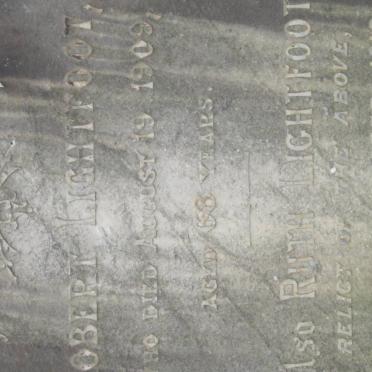 OBERT LIGHTFOOT,
HO DIED AUGUST 19 1909,
AGED 68 YEARS.
LSO RUTH LIGHTFOOT
RELICT OF THE ABOVE,